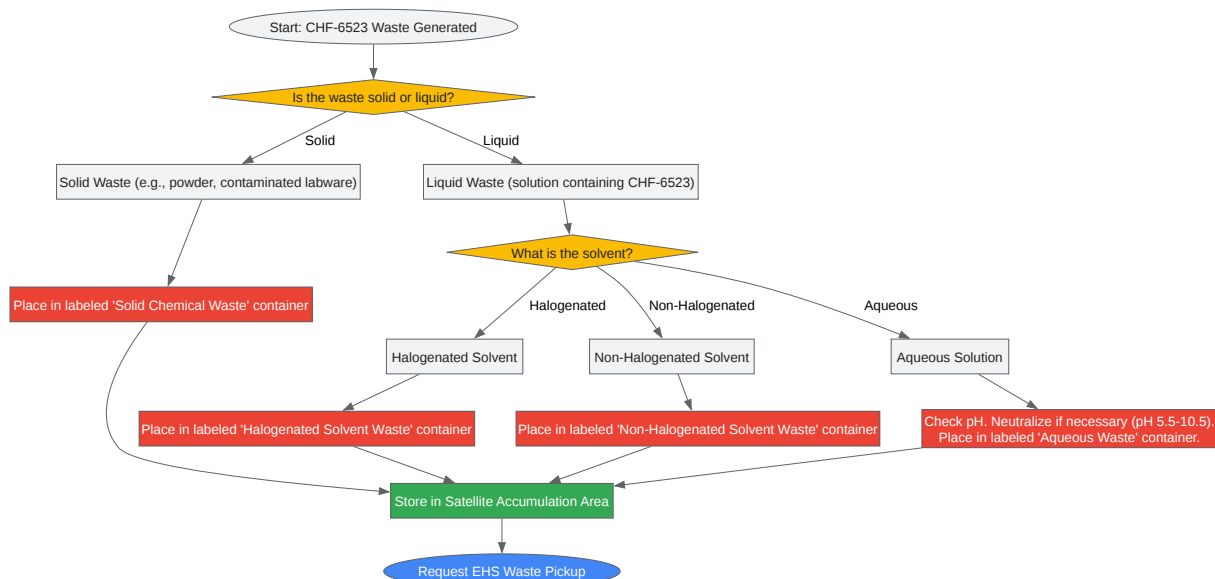 Start: CHF-6523 Waste Generated
Is the waste solid or liquid?
Solid
Liquid
Solid Waste (e.g., powder, contaminated labware)
Liquid Waste (solution containing CHF-6523)
What is the solvent?
Place in labeled 'Solid Chemical Waste' container
Halogenated
Non-Halogenated
Aqueous
Halogenated Solvent
Non-Halogenated Solvent
Aqueous Solution
Place in labeled 'Halogenated Solvent Waste' container
Place in labeled 'Non-Halogenated Solvent Waste' container
Check pH. Neutralize if necessary (pH 5.5-10.5).
Place in labeled 'Aqueous Waste' container.
Store in Satellite Accumulation Area
Request EHS Waste Pickup